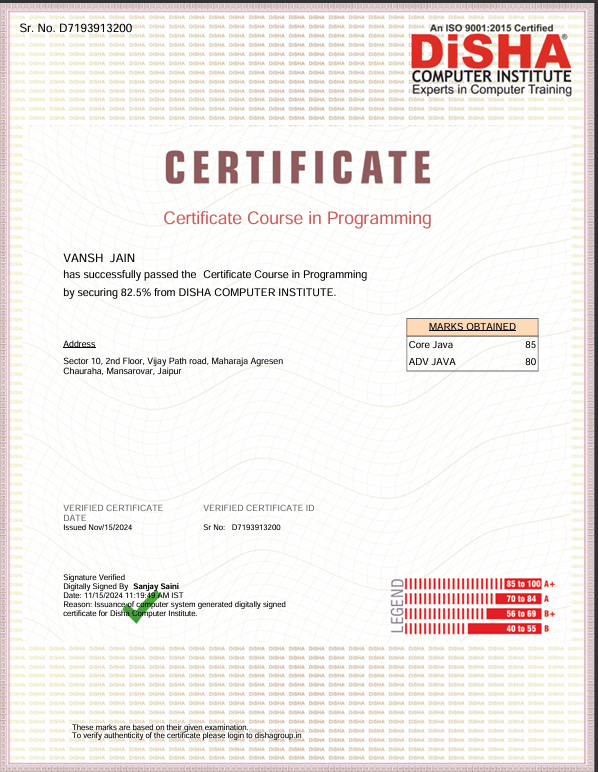 Sr. No. D7193913200
An ISO 9001:2015 Certified
DiSHA®
COMPUTER INSTITUTE
Experts in Computer Training
CERTIFICATE
Certificate Course in Programming
VANSH JAIN
has successfully passed the Certificate Course in Programming
by securing 82.5% from DISHA COMPUTER INSTITUTE.
MARKS OBTAINED
Core Java 85
ADV JAVA 80
Address
Sector 10, 2nd Floor, Vijay Path road, Maharaja Agresen
Chauraha, Mansarovar, Jaipur
VERIFIED CERTIFICATE
DATE
Issued Nov/15/2024
VERIFIED CERTIFICATE ID
Sr No: D7193913200
Signature Verified
Digitally Signed By Sanjay Saini
Date: 11/15/2024 11:19:49 AM IST
Reason: Issuance of computer system generated digitally signed
certificate for Disha Computer Institute.
LEGEND
85 to 100 A+
70 to 84 A
56 to 69 B+
40 to 55 B
These marks are based on their given examination.
To verify authenticity of the certificate please login to dishagroup.in